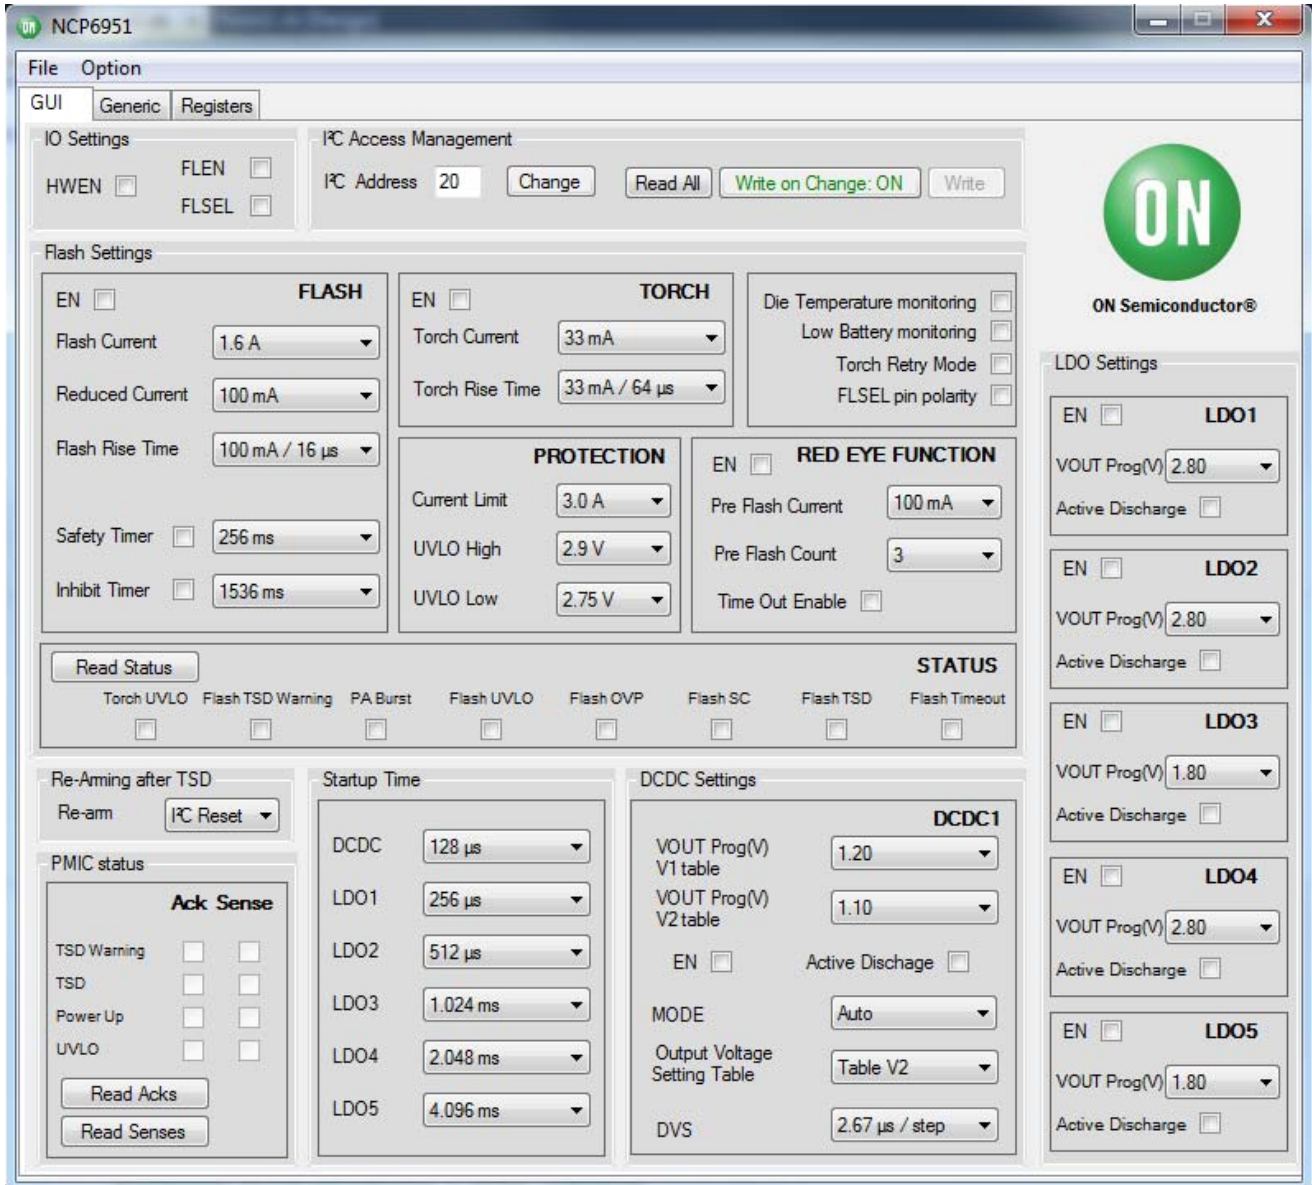 NCP6951
File Option
GUI Generic Registers
IO Settings
HWEN
FLEN
FLSEL
I²C Access Management
I²C Address 20 Change Read All Write on Change: ON Write
ON
ON Semiconductor®
Flash Settings
EN FLASH
Flash Current 1.6 A
Reduced Current 100 mA
Flash Rise Time 100 mA / 16 µs
Safety Timer 256 ms
Inhibit Timer 1536 ms
EN TORCH
Torch Current 33 mA
Torch Rise Time 33 mA / 64 µs
Die Temperature monitoring
Low Battery monitoring
Torch Retry Mode
FLSEL pin polarity
PROTECTION
Current Limit 3.0 A
UVLO High 2.9 V
UVLO Low 2.75 V
EN RED EYE FUNCTION
Pre Flash Current 100 mA
Pre Flash Count 3
Time Out Enable
Read Status STATUS
Torch UVLO Flash TSD Warning PA Burst Flash UVLO Flash OVP Flash SC Flash TSD Flash Timeout
Re-Arming after TSD
Re-arm I²C Reset
PMIC status
Ack Sense
TSD Warning
TSD
Power Up
UVLO
Read Acks
Read Senses
Startup Time
DCDC 128 µs
LDO1 256 µs
LDO2 512 µs
LDO3 1.024 ms
LDO4 2.048 ms
LDO5 4.096 ms
DCDC Settings
DCDC1
VOUT Prog(V)
V1 table
1.20
VOUT Prog(V)
V2 table
1.10
EN Active Dischage
MODE Auto
Output Voltage
Setting Table
Table V2
DVS 2.67 µs / step
LDO Settings
EN LDO1
VOUT Prog(V) 2.80
Active Discharge
EN LDO2
VOUT Prog(V) 2.80
Active Discharge
EN LDO3
VOUT Prog(V) 1.80
Active Discharge
EN LDO4
VOUT Prog(V) 2.80
Active Discharge
EN LDO5
VOUT Prog(V) 1.80
Active Discharge